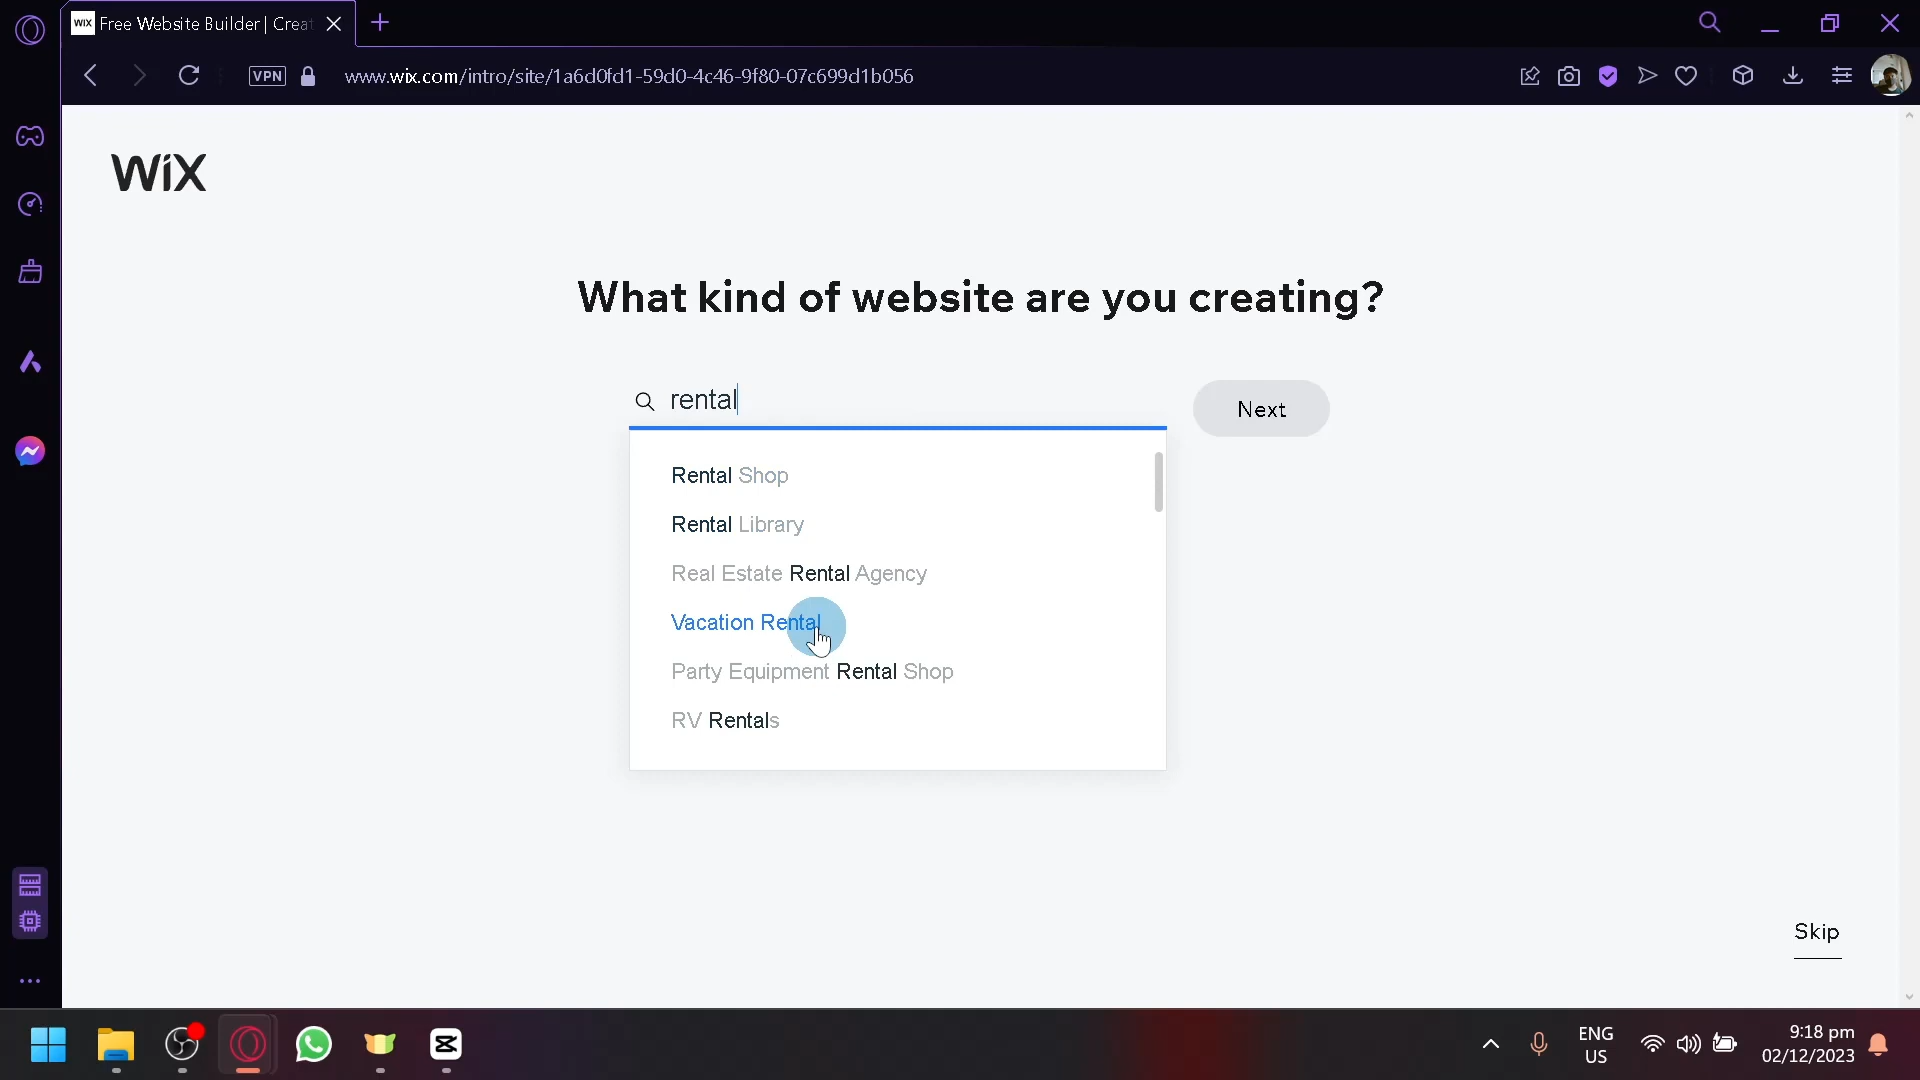 WIX Free Website Builder | Creat
VPN www.wix.com/intro/site/1a6d0fd1-59d0-4c46-9f80-07c699d1b056
WiX
What kind of website are you creating?
rental
Next
Rental Shop
Rental Library
Real Estate Rental Agency
Vacation Rental
Party Equipment Rental Shop
RV Rentals
Skip
ENG
US
9:18 pm
02/12/2023